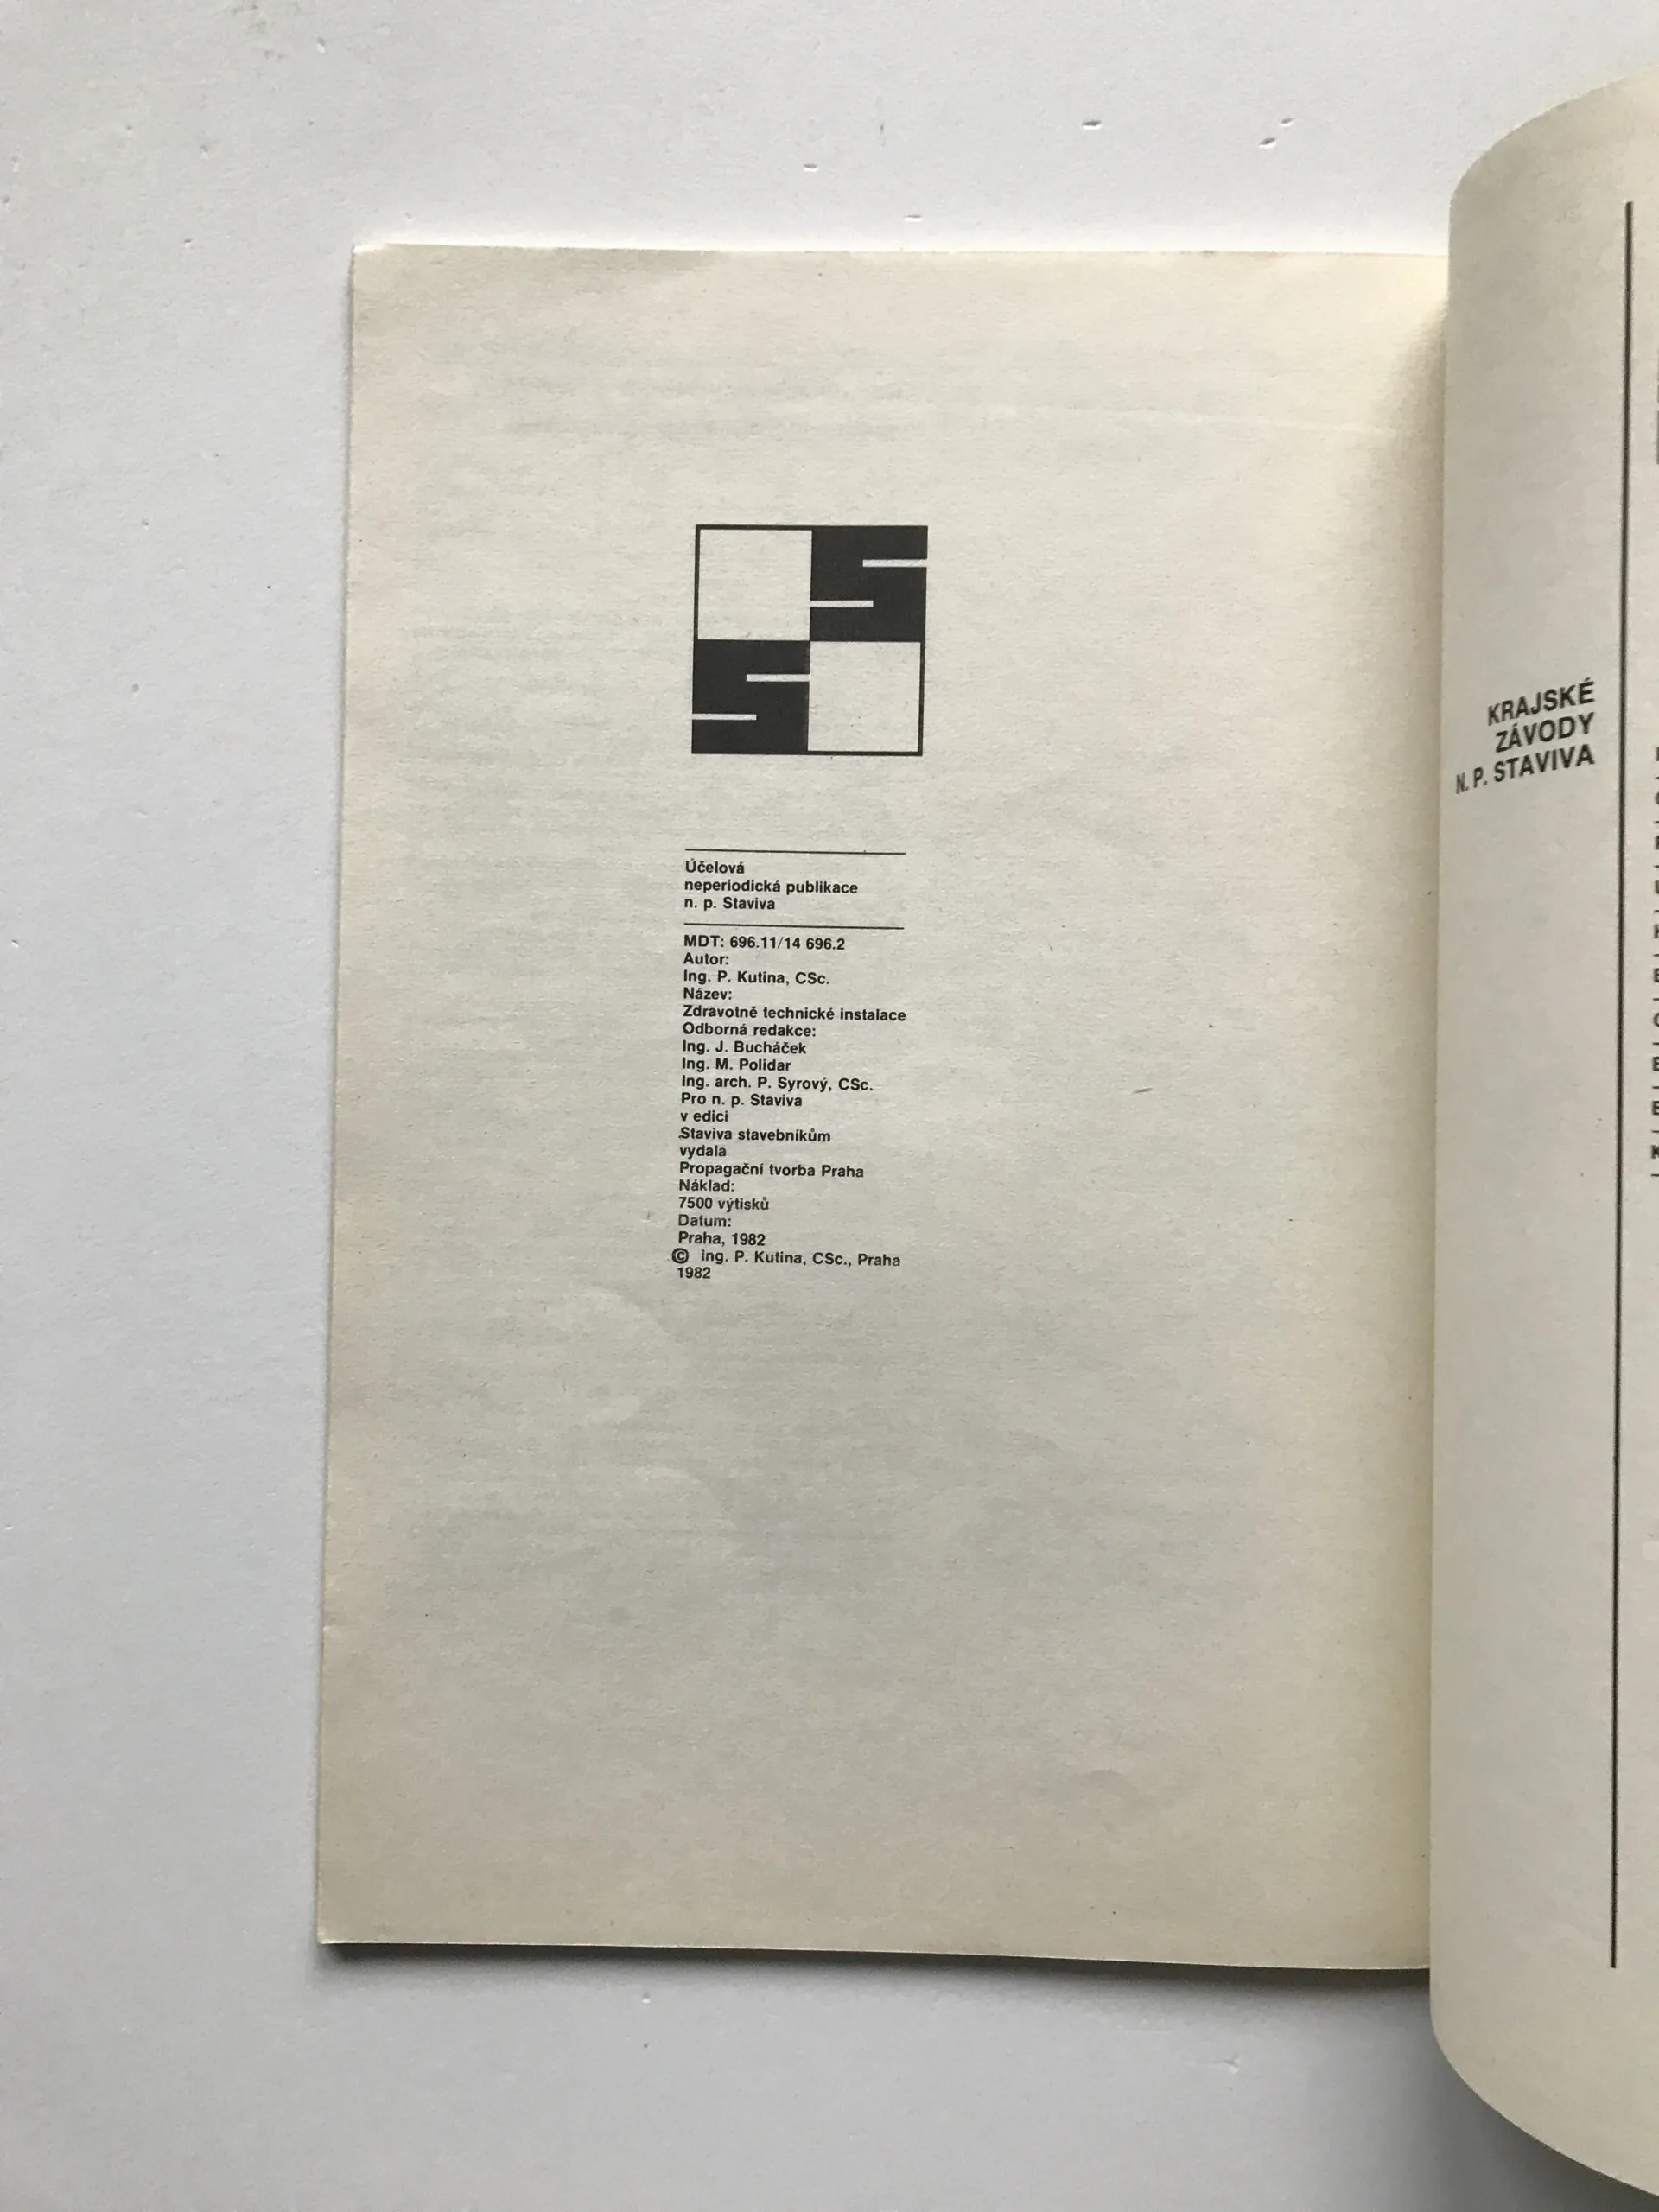 S
S
Účelová
neperiodická publikace
n. p. Staviva
MDT: 696.11/14 696.2
Autor:
Ing. P. Kutina, CSc.
Název:
Zdravotně technické instalace
Odborná redakce:
Ing. J. Bucháček
Ing. M. Polidar
Ing. arch. P. Syrový, CSc.
Pro n. p. Staviva
v edici
Staviva stavebníkům
vydala
Propagační tvorba Praha
Náklad:
7500 výtisků
Datum:
Praha, 1982
© ing. P. Kutina, CSc., Praha
1982
KRAJSKÉ
ZÁVODY
N. P. STAVIVA